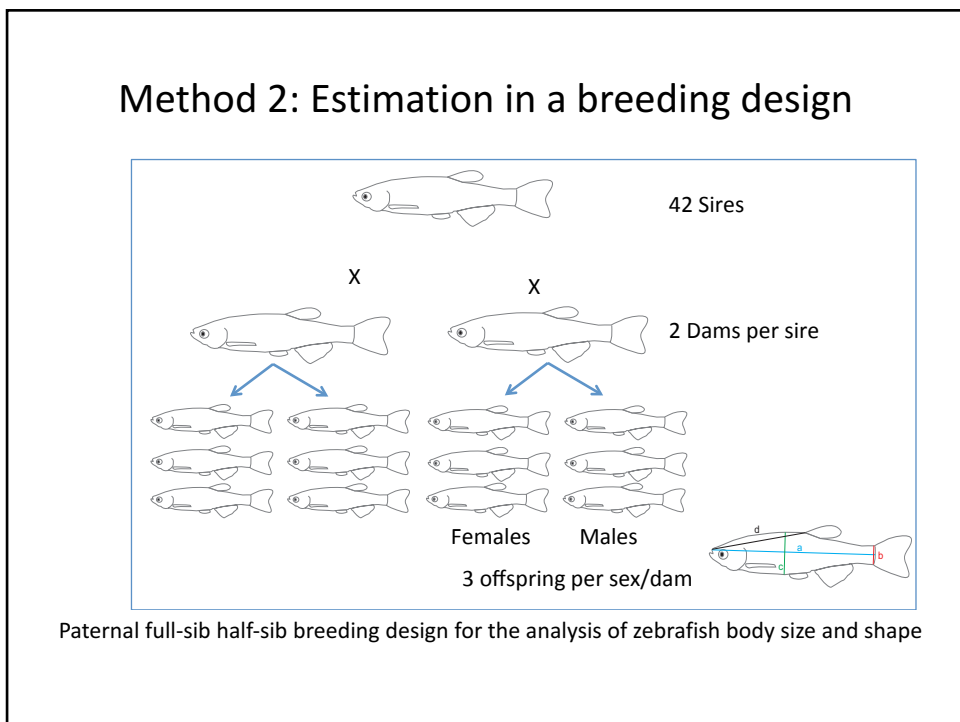 Method 2: Estimation in a breeding design
42 Sires
X
X
2 Dams per sire
Females Males
3 offspring per sex/dam
d
a
b
c
Paternal full-sib half-sib breeding design for the analysis of zebrafish body size and shape